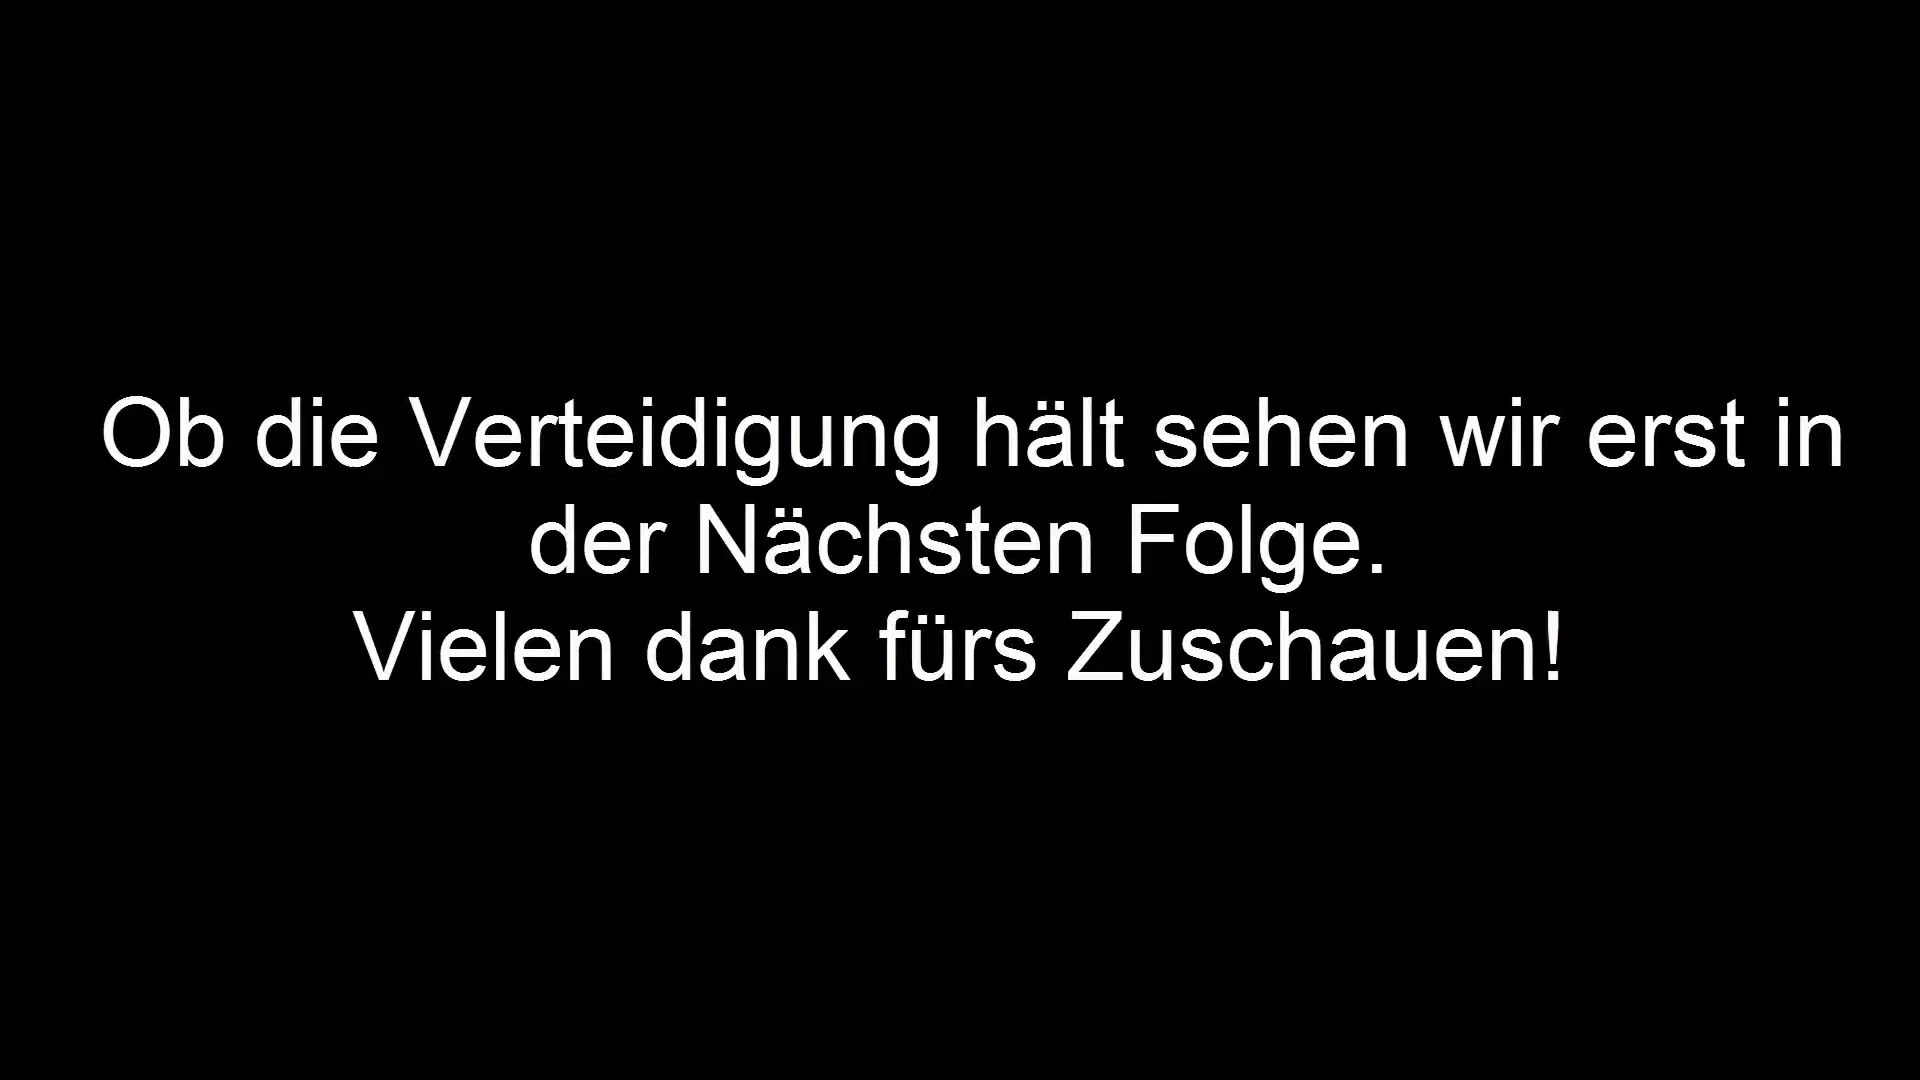 Ob die Verteidigung hält sehen wir erst in
der Nächsten Folge.
Vielen dank fürs Zuschauen!